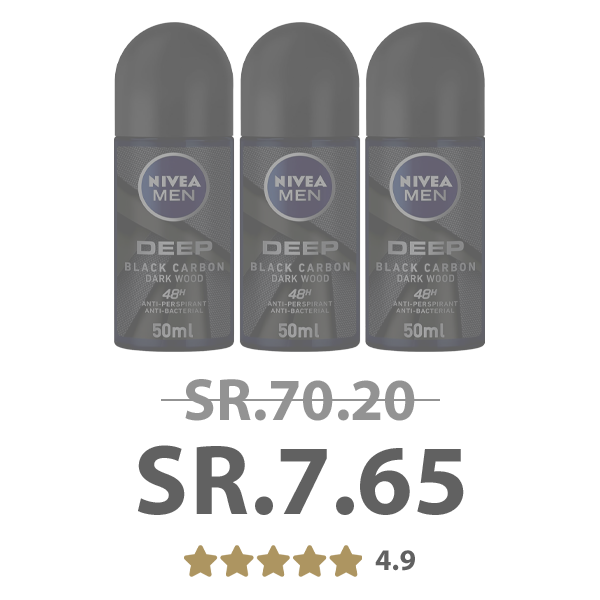 NIVEA
MEN
DEEP
BLACK CARBON
DARK WOOD
48H
ANTI-PERSPIRANT
ANTI-BACTERIAL
50ml
NIVEA
MEN
DEEP
BLACK CARBON
DARK WOOD
48H
ANTI-PERSPIRANT
ANTI-BACTERIAL
50ml
NIVEA
MEN
DEEP
BLACK CARBON
DARK WOOD
48H
ANTI-PERSPIRANT
ANTI-BACTERIAL
50ml
SR.70.20
SR.7.65
4.9